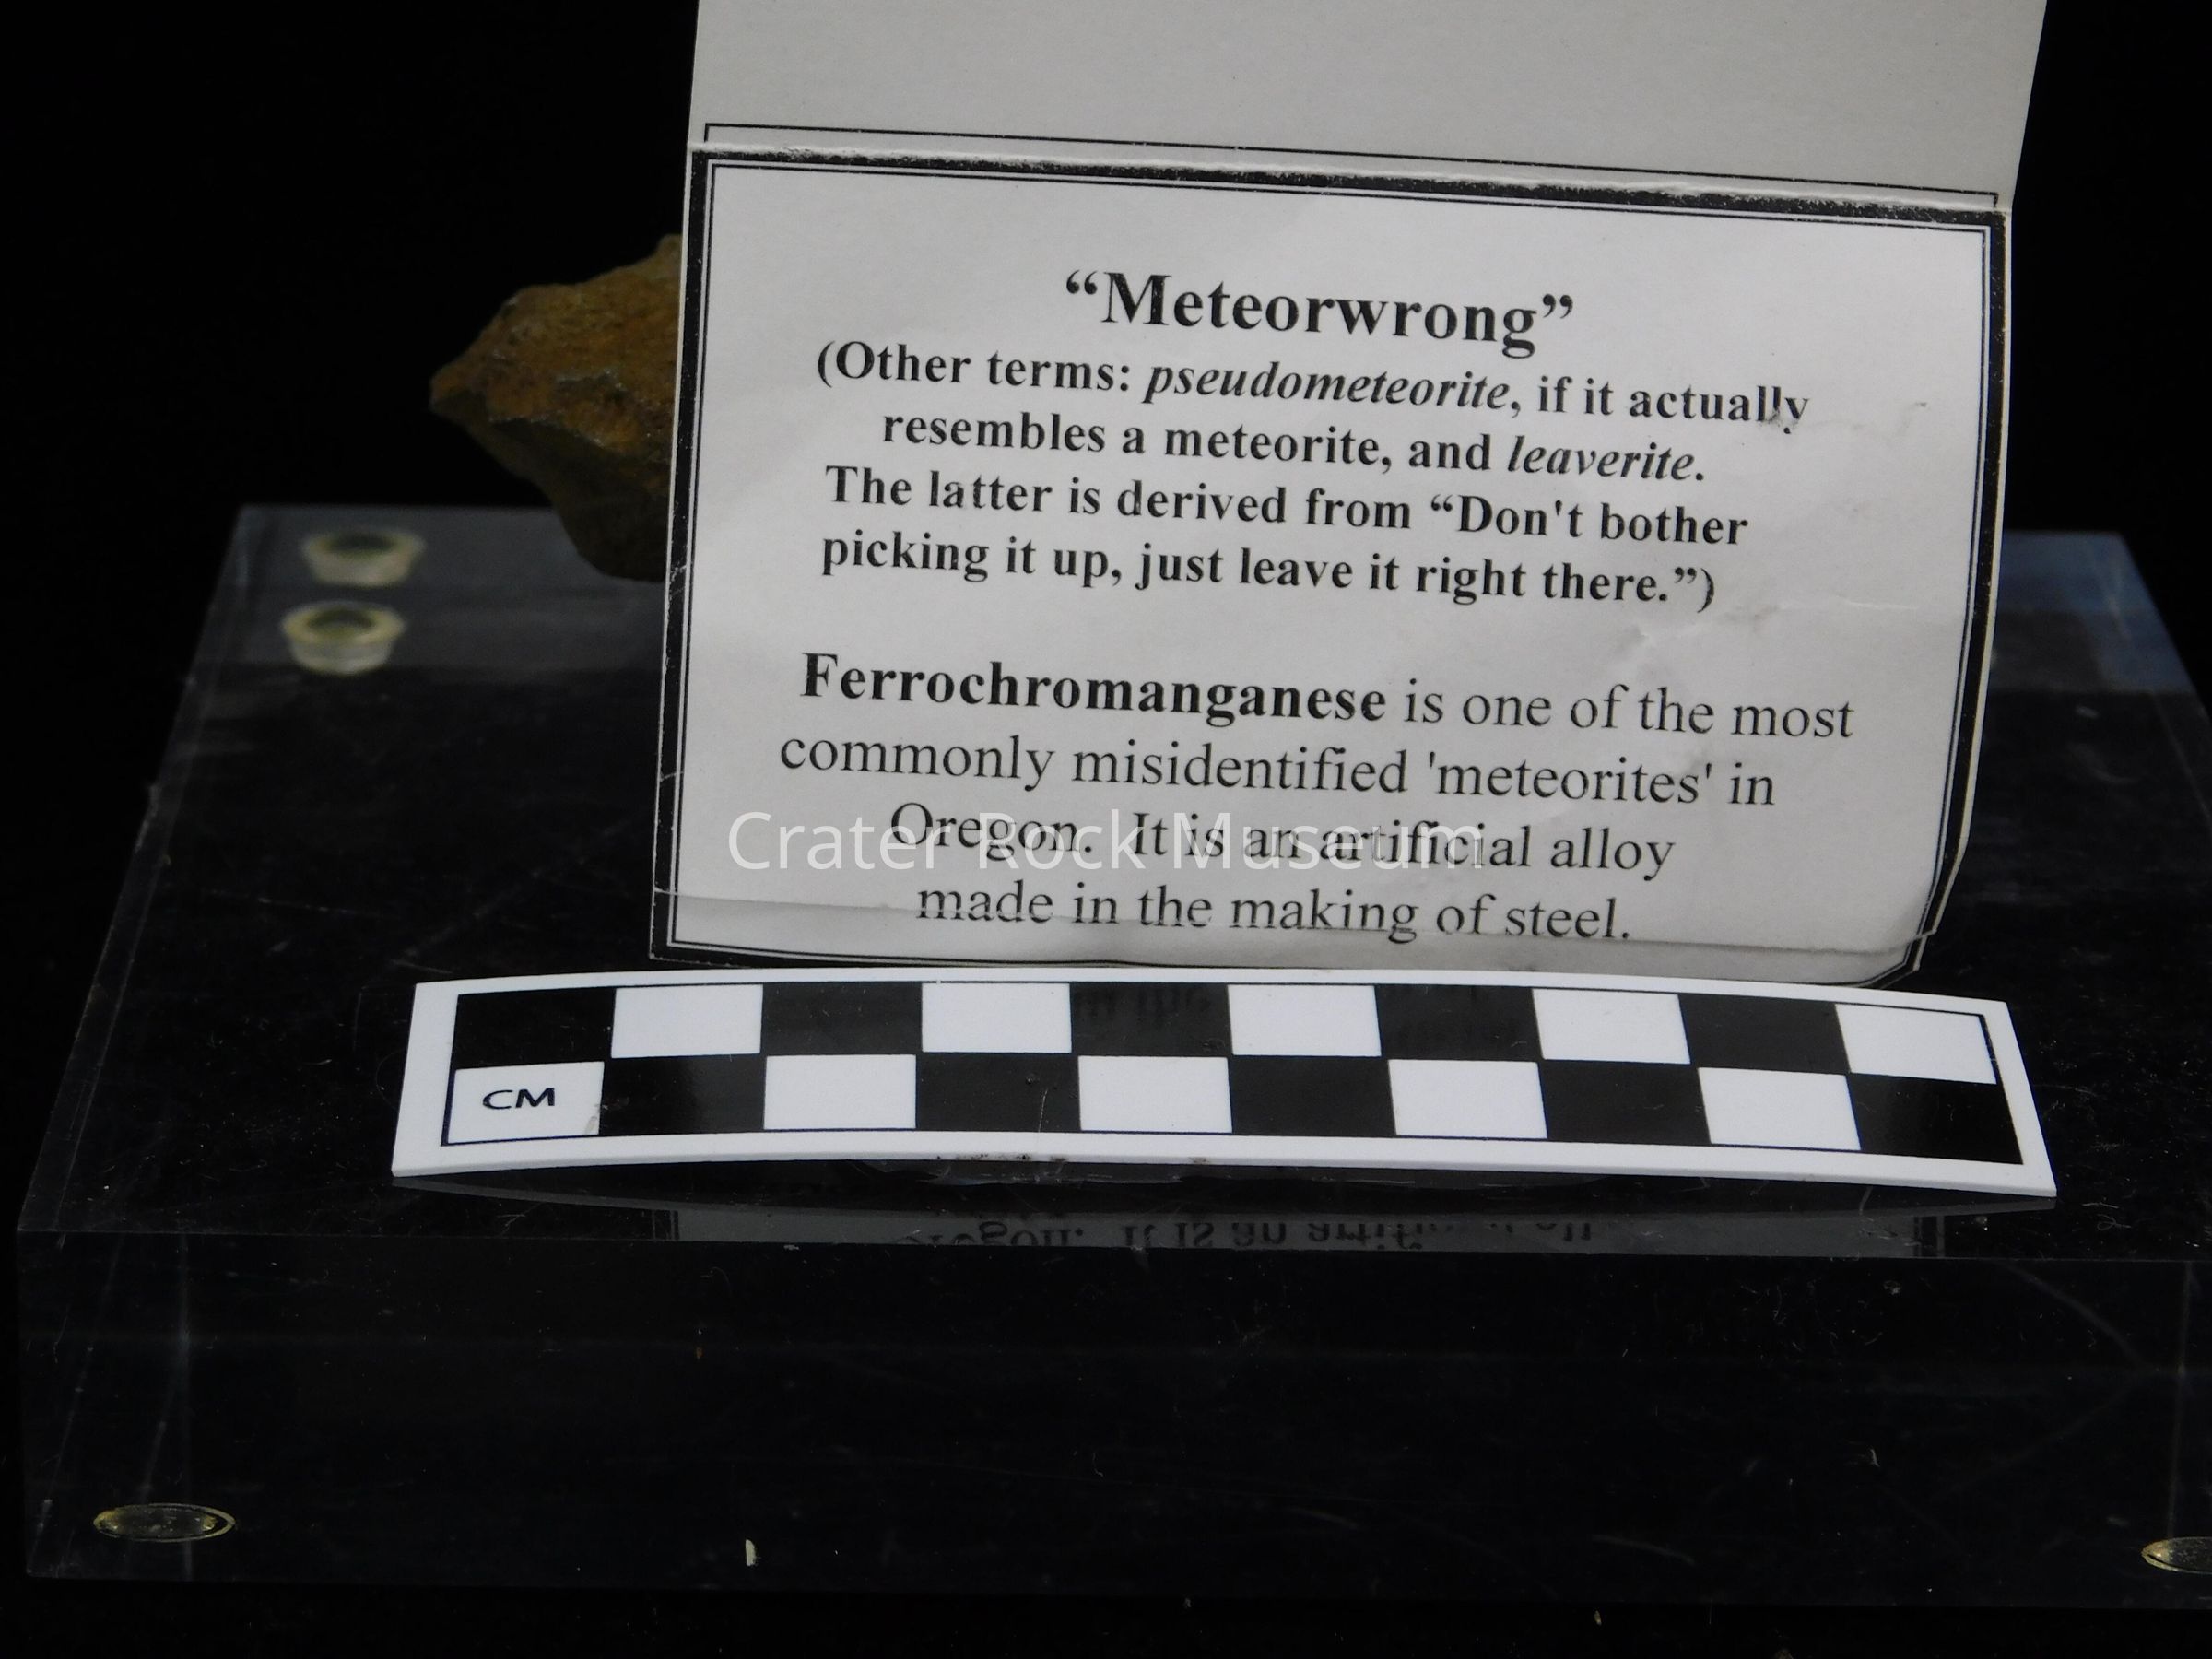 “Meteorwrong”
(Other terms: pseudometeorite, if it actually
resembles a meteorite, and leaverite.
The latter is derived from “Don't bother
picking it up, just leave it right there.”)
Ferrochromanganese is one of the most
commonly misidentified 'meteorites' in
Oregon. It is an artificial alloy
made in the making of steel.
Crater Rock Museum
CM